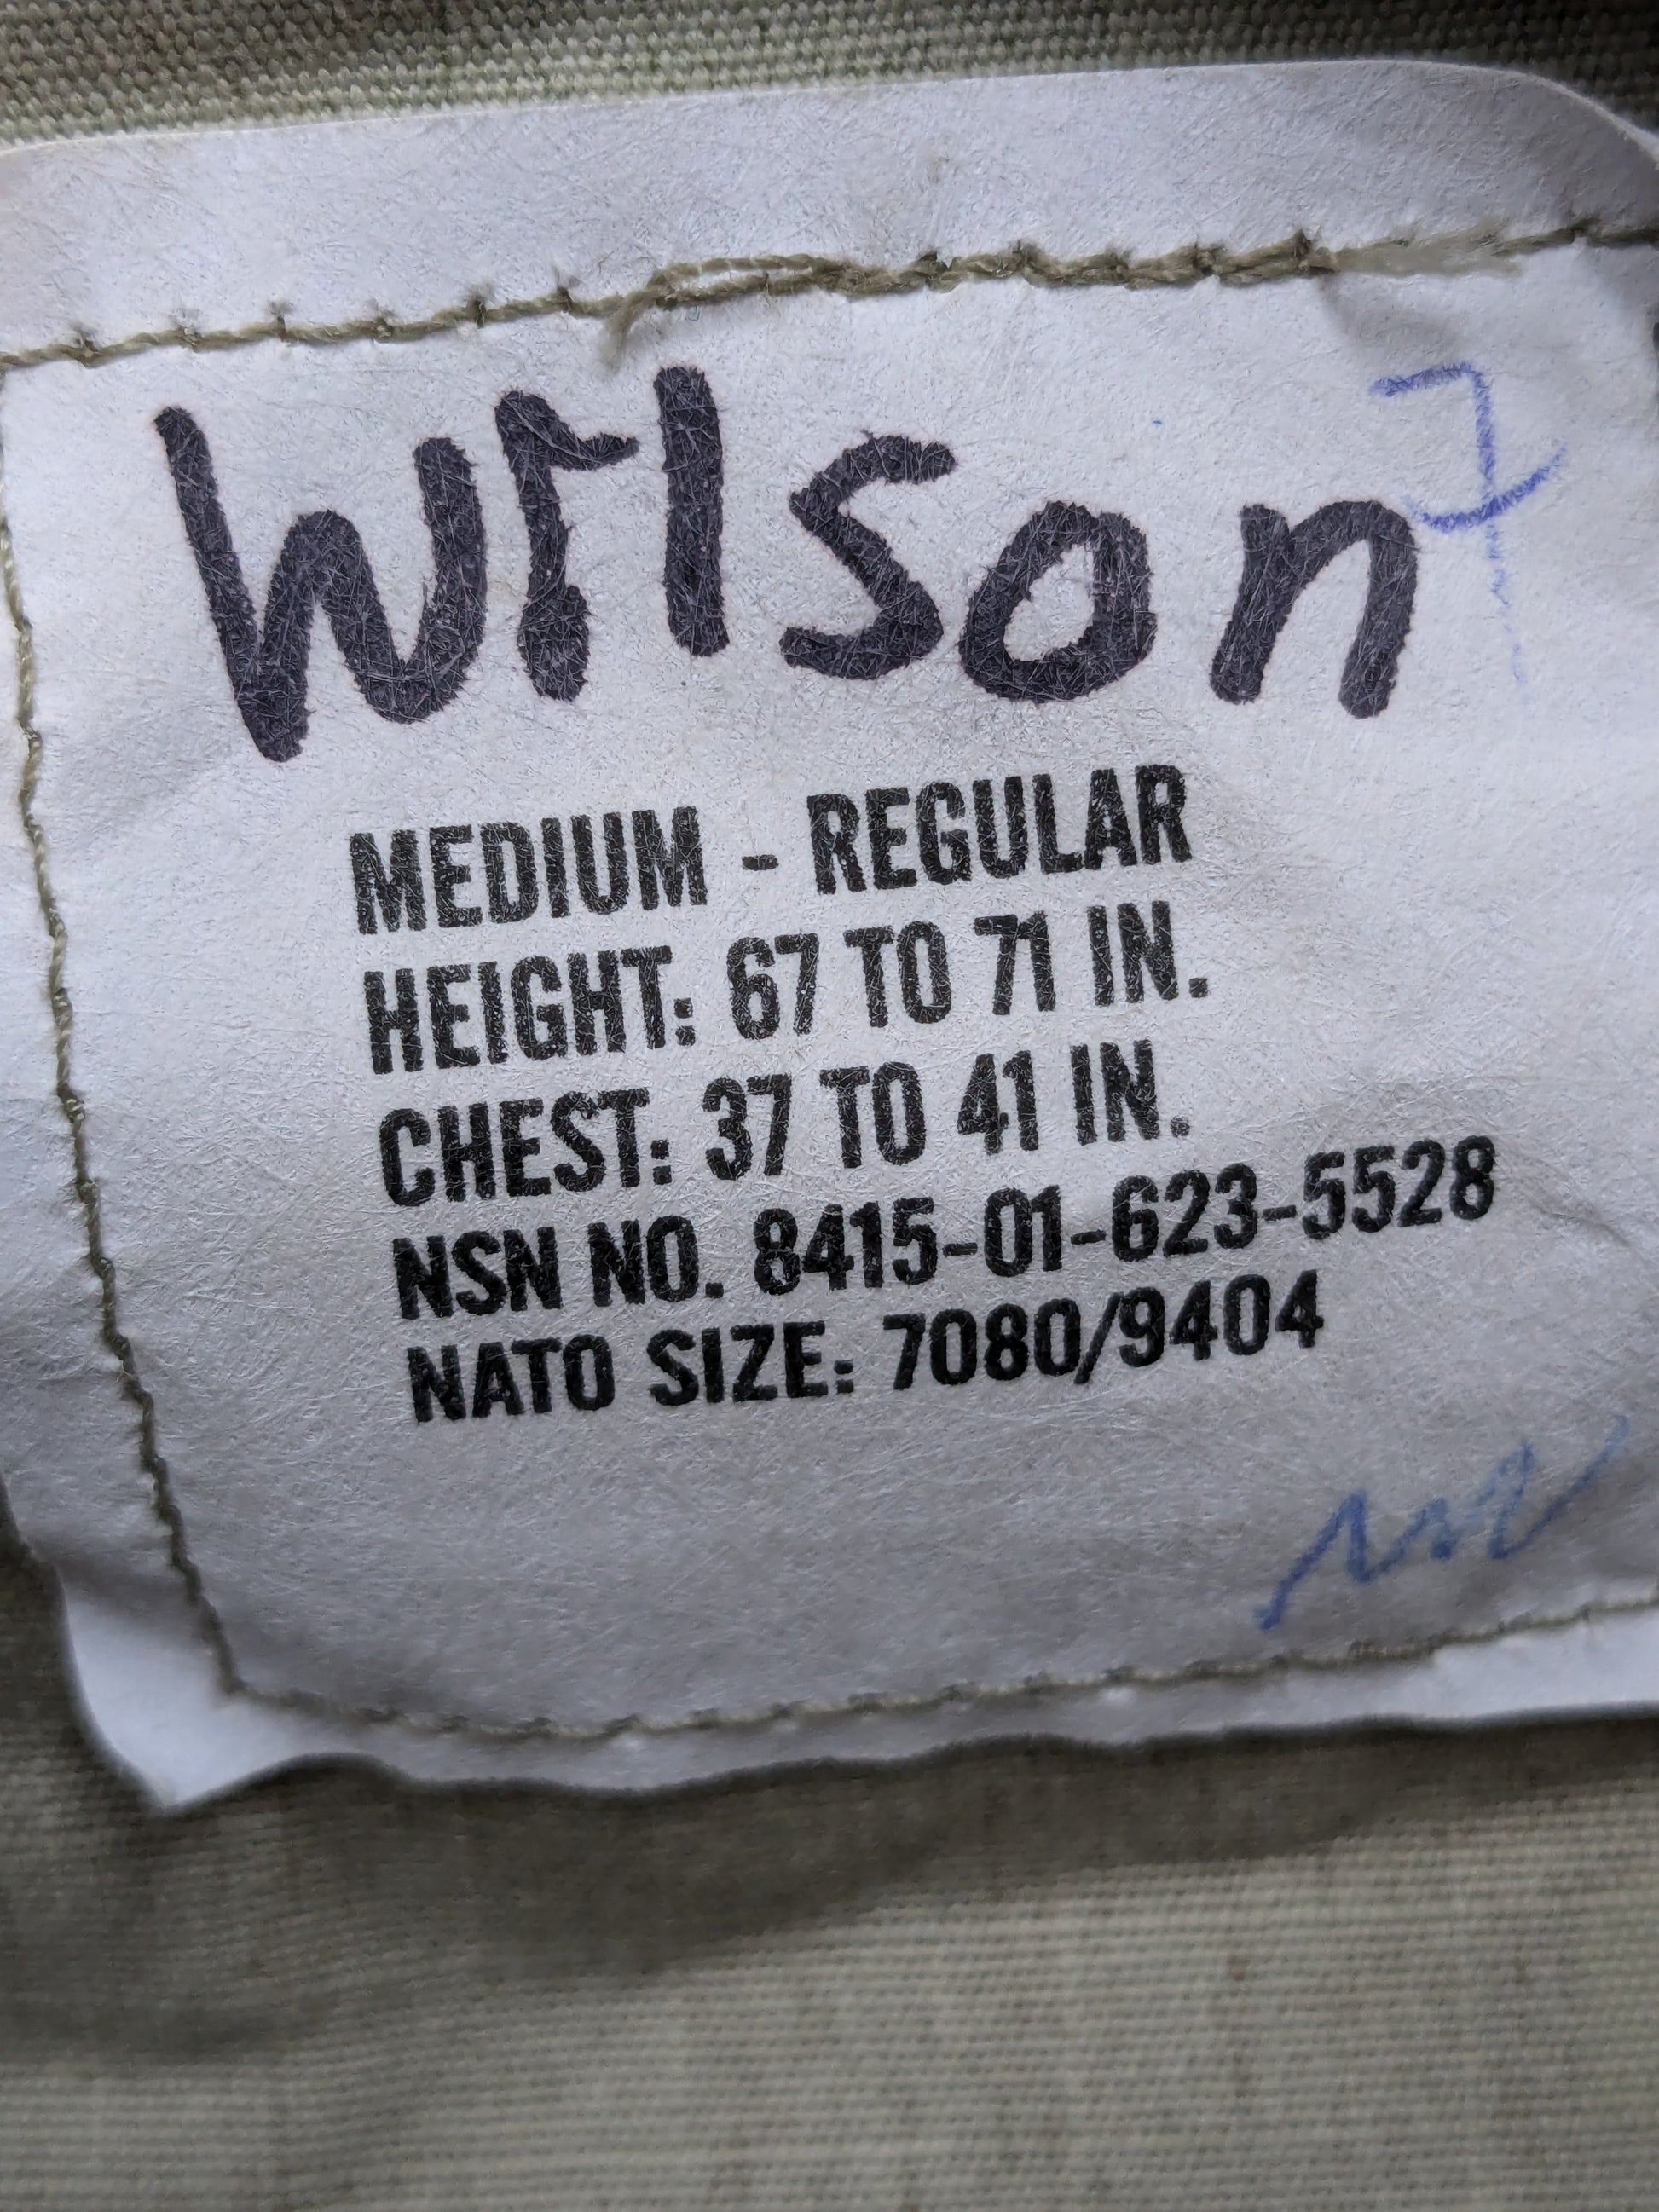 Wilson
MEDIUM - REGULAR
HEIGHT: 67 TO 71 IN.
CHEST: 37 TO 41 IN.
NSN NO. 8415-01-623-5528
NATO SIZE: 7080/9404